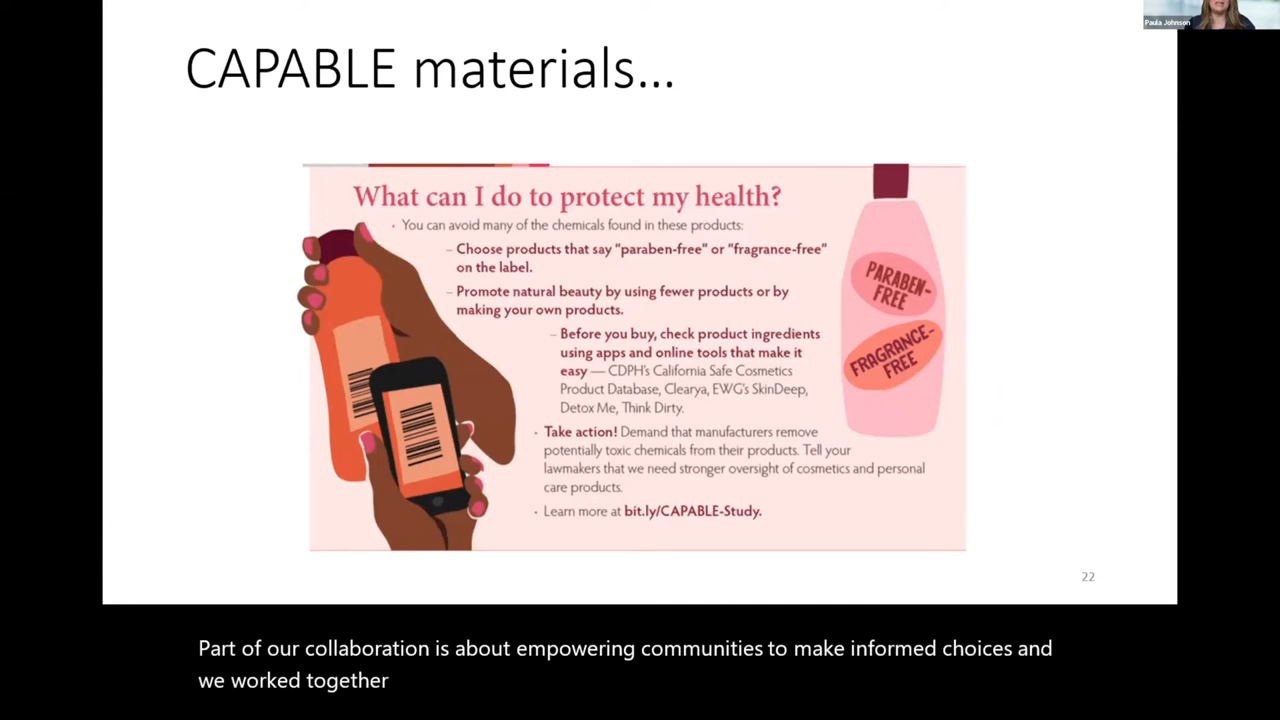 Paula Johnson
CAPABLE materials...
What can I do to protect my health?
• You can avoid many of the chemicals found in these products:
– Choose products that say “paraben-free” or “fragrance-free”
on the label.
– Promote natural beauty by using fewer products or by
making your own products.
– Before you buy, check product ingredients
using apps and online tools that make it
easy — CDPH’s California Safe Cosmetics
Product Database, Clearya, EWG’s SkinDeep,
Detox Me, Think Dirty.
• Take action! Demand that manufacturers remove
potentially toxic chemicals from their products. Tell your
lawmakers that we need stronger oversight of cosmetics and personal
care products.
• Learn more at bit.ly/CAPABLE-Study.
PARABEN-
FREE
FRAGRANCE-
FREE
22
Part of our collaboration is about empowering communities to make informed choices and
we worked together